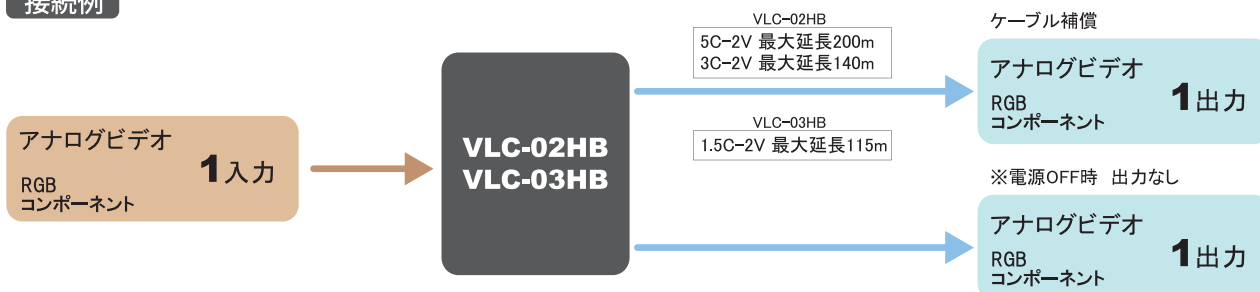 接続例
アナログビデオ
RGB
コンポーネント
1入力
VLC-02HB
VLC-03HB
VLC-02HB
5C-2V 最大延長200m
3C-2V 最大延長140m
VLC-03HB
1.5C-2V 最大延長115m
ケーブル補償
アナログビデオ
RGB
コンポーネント
1出力
※電源OFF時 出力なし
アナログビデオ
RGB
コンポーネント
1出力